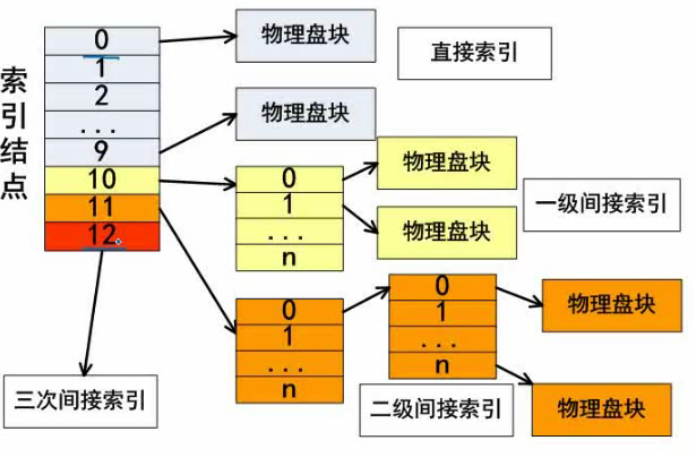 索引结点
0
1
2
...
9
10
11
12
物理盘块
直接索引
物理盘块
0
1
...
n
物理盘块
物理盘块
一级间接索引
0
1
...
n
0
1
...
n
物理盘块
物理盘块
二级间接索引
三次间接索引